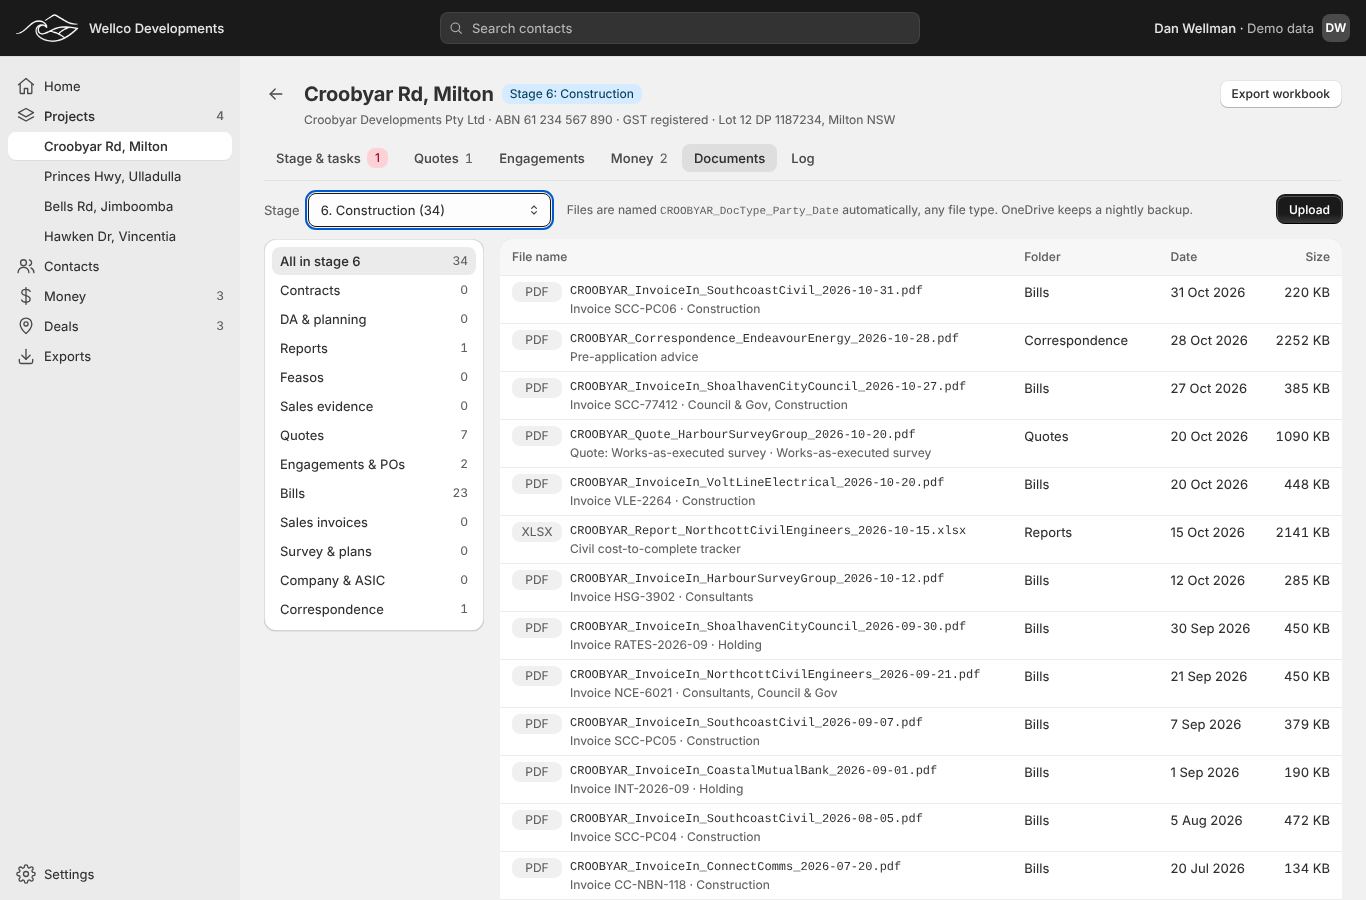 Wellco Developments
Search contacts
Dan Wellman · Demo data
DW
Home
Projects 4
Croobyar Rd, Milton
Princes Hwy, Ulladulla
Bells Rd, Jimboomba
Hawken Dr, Vincentia
Contacts
Money 3
Deals 3
Exports
Settings
Croobyar Rd, Milton
Stage 6: Construction
Export workbook
Croobyar Developments Pty Ltd · ABN 61 234 567 890 · GST registered · Lot 12 DP 1187234, Milton NSW
Stage & tasks 1 Quotes 1 Engagements Money 2 Documents Log
Stage 6. Construction (34)
Files are named CROOBYAR_DocType_Party_Date automatically, any file type. OneDrive keeps a nightly backup.
Upload
All in stage 6 34
Contracts 0
DA & planning 0
Reports 1
Feasos 0
Sales evidence 0
Quotes 7
Engagements & POs 2
Bills 23
Sales invoices 0
Survey & plans 0
Company & ASIC 0
Correspondence 1
File name Folder Date Size
PDF CROOBYAR_InvoiceIn_SouthcoastCivil_2026-10-31.pdf Bills 31 Oct 2026 220 KB
Invoice SCC-PC06 · Construction
PDF CROOBYAR_Correspondence_EndeavourEnergy_2026-10-28.pdf Correspondence 28 Oct 2026 2252 KB
Pre-application advice
PDF CROOBYAR_InvoiceIn_ShoalhavenCityCouncil_2026-10-27.pdf Bills 27 Oct 2026 385 KB
Invoice SCC-77412 · Council & Gov, Construction
PDF CROOBYAR_Quote_HarbourSurveyGroup_2026-10-20.pdf Quotes 20 Oct 2026 1090 KB
Quote: Works-as-executed survey · Works-as-executed survey
PDF CROOBYAR_InvoiceIn_VoltLineElectrical_2026-10-20.pdf Bills 20 Oct 2026 448 KB
Invoice VLE-2264 · Construction
XLSX CROOBYAR_Report_NorthcottCivilEngineers_2026-10-15.xlsx Reports 15 Oct 2026 2141 KB
Civil cost-to-complete tracker
PDF CROOBYAR_InvoiceIn_HarbourSurveyGroup_2026-10-12.pdf Bills 12 Oct 2026 285 KB
Invoice HSG-3902 · Consultants
PDF CROOBYAR_InvoiceIn_ShoalhavenCityCouncil_2026-09-30.pdf Bills 30 Sep 2026 450 KB
Invoice RATES-2026-09 · Holding
PDF CROOBYAR_InvoiceIn_NorthcottCivilEngineers_2026-09-21.pdf Bills 21 Sep 2026 450 KB
Invoice NCE-6021 · Consultants, Council & Gov
PDF CROOBYAR_InvoiceIn_SouthcoastCivil_2026-09-07.pdf Bills 7 Sep 2026 379 KB
Invoice SCC-PC05 · Construction
PDF CROOBYAR_InvoiceIn_CoastalMutualBank_2026-09-01.pdf Bills 1 Sep 2026 190 KB
Invoice INT-2026-09 · Holding
PDF CROOBYAR_InvoiceIn_SouthcoastCivil_2026-08-05.pdf Bills 5 Aug 2026 472 KB
Invoice SCC-PC04 · Construction
PDF CROOBYAR_InvoiceIn_ConnectComms_2026-07-20.pdf Bills 20 Jul 2026 134 KB
Invoice CC-NBN-118 · Construction